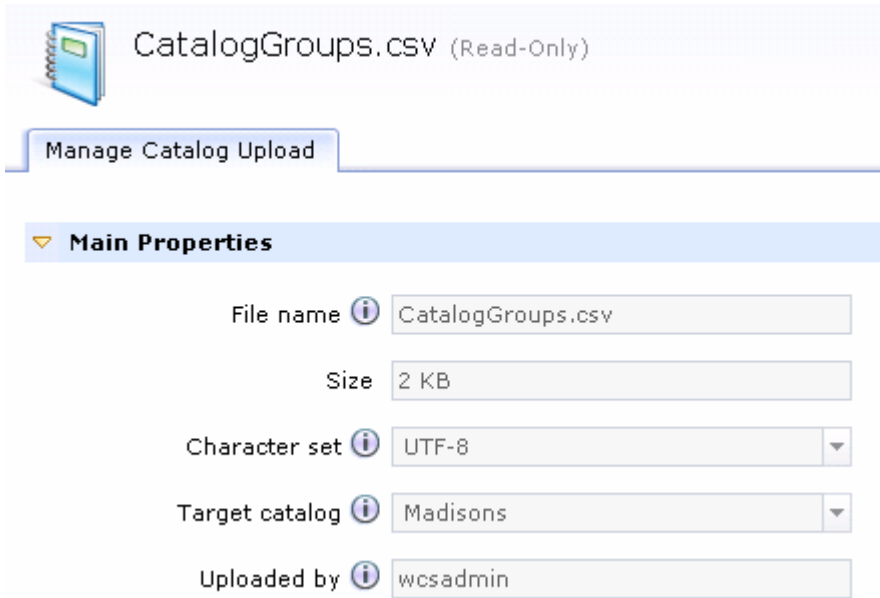 CatalogGroups.csv (Read-Only)
Manage Catalog Upload
Main Properties
File name CatalogGroups.csv
Size 2 KB
Character set UTF-8
Target catalog Madisons
Uploaded by wcsadmin